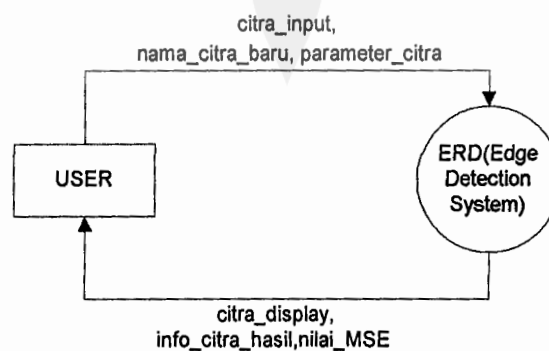 citra_input,
nama_citra_baru, parameter_citra
USER
ERD(Edge
Detection
System)
citra_display,
info_citra_hasil,nilai_MSE